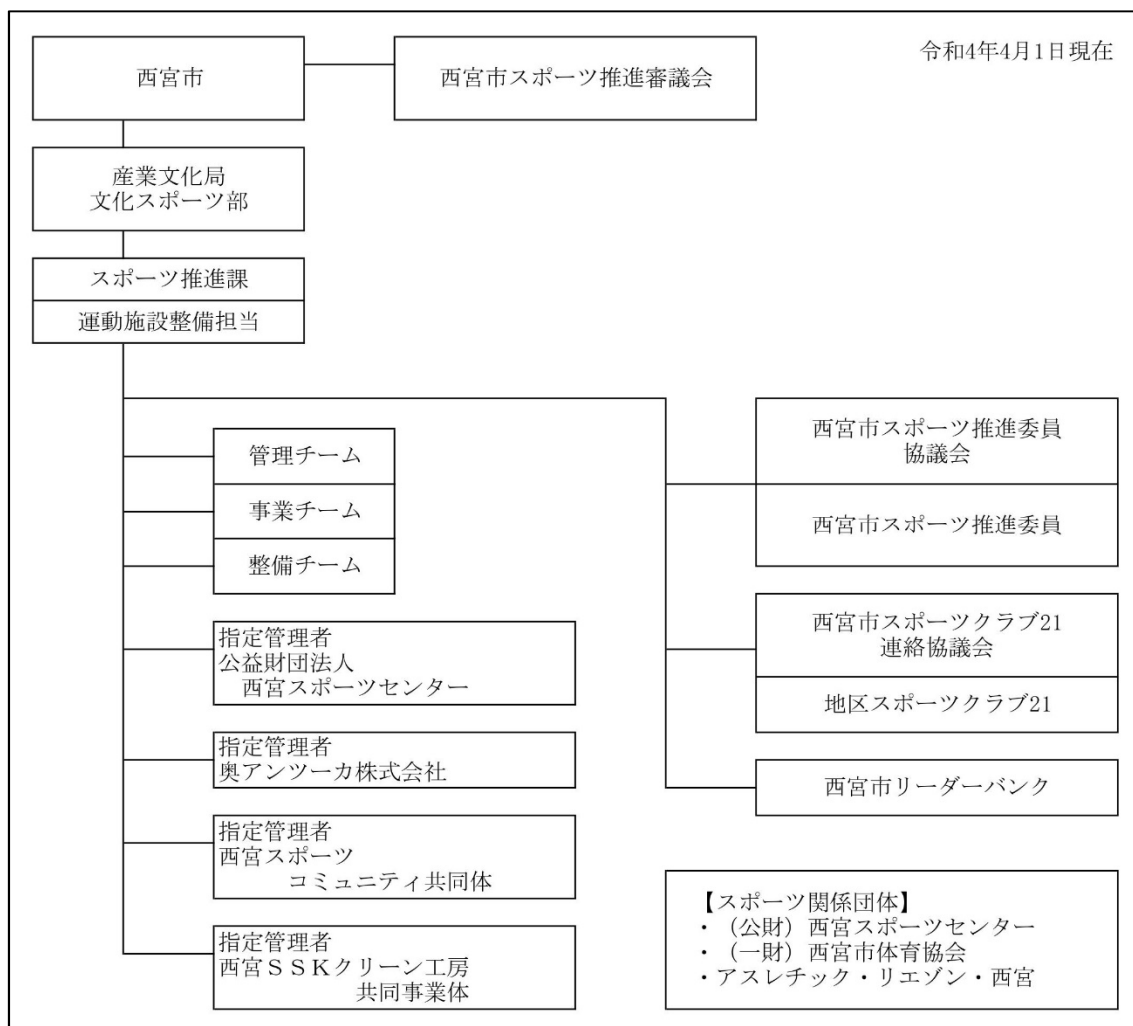 令和4年4月1日現在
西宮市
西宮市スポーツ推進審議会
産業文化局
文化スポーツ部
スポーツ推進課
運動施設整備担当
管理チーム
事業チーム
整備チーム
指定管理者
公益財団法人
西宮スポーツセンター
指定管理者
奥アンツーカ株式会社
指定管理者
西宮スポーツ
コミュニティ共同体
指定管理者
西宮ＳＳＫクリーン工房
共同事業体
西宮市スポーツ推進委員
協議会
西宮市スポーツ推進委員
西宮市スポーツクラブ21
連絡協議会
地区スポーツクラブ21
西宮市リーダーバンク
【スポーツ関係団体】
・（公財）西宮スポーツセンター
・（一財）西宮市体育協会
・アスレチック・リエゾン・西宮